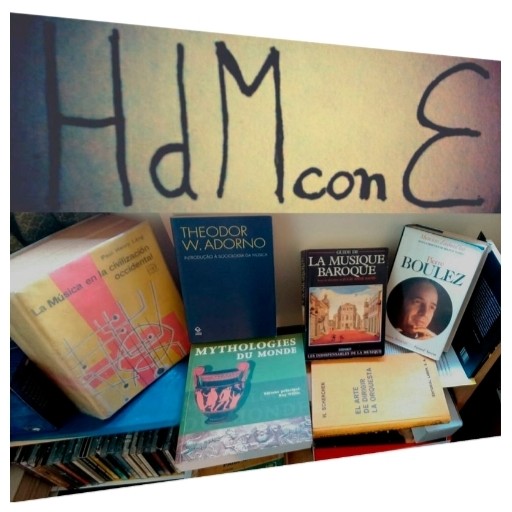 HdM con E
Paul Henry Lang
La Música en la civilización
occidental
THEODOR
W. ADORNO
INTRODUÇÃO À SOCIOLOGIA DA MÚSICA
GUIDE DE
LA MUSIQUE
BAROQUE
LES INDISPENSABLES DE LA MUSIQUE
BOULEZ
MYTHOLOGIES
DU MONDE
H. SCHERCHEN
EL ARTE
DE DIRIGIR
LA ORQUESTA